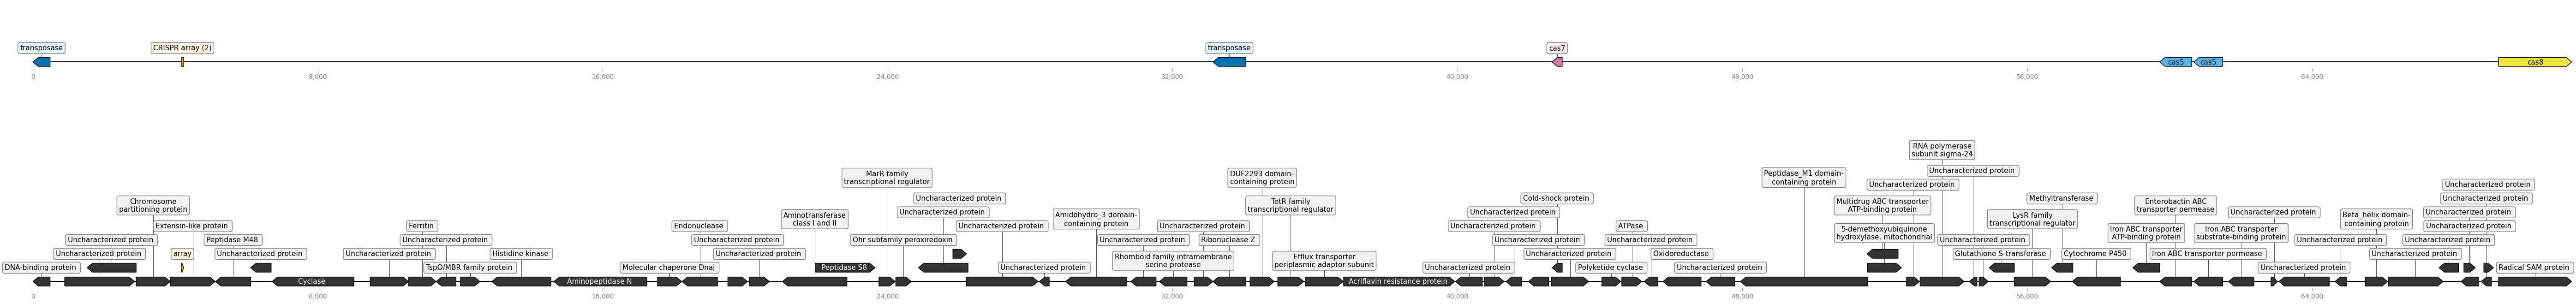 transposase
CRISPR array (2)
transposase
cas7
cas5
cas5
cas8
0
8,000
16,000
24,000
32,000
40,000
48,000
56,000
64,000
RNA polymerase
subunit sigma-24
Uncharacterized protein
MarR family
transcriptional regulator
DUF2293 domain-
containing protein
Peptidase_M1 domain-
containing protein
Uncharacterized protein
Uncharacterized protein
Uncharacterized protein
Cold-shock protein
Methyltransferase
Uncharacterized protein
Chromosome
partitioning protein
TetR family
transcriptional regulator
Multidrug ABC transporter
ATP-binding protein
Enterobactin ABC
transporter permease
Uncharacterized protein
Uncharacterized protein
Uncharacterized protein
Uncharacterized protein
Aminotransferase
class I and II
Amidohydro_3 domain-
containing protein
LysR family
transcriptional regulator
Beta_helix domain-
containing protein
Extensin-like protein
Ferritin
Endonuclease
Uncharacterized protein
Uncharacterized protein
Uncharacterized protein
ATPase
Uncharacterized protein
5-demethoxyubiquinone
hydroxylase, mitochondrial
Iron ABC transporter
ATP-binding protein
Iron ABC transporter
substrate-binding protein
Uncharacterized protein
Peptidase M48
Uncharacterized protein
Uncharacterized protein
Ohr subfamily peroxiredoxin
Uncharacterized protein
Ribonuclease Z
Uncharacterized protein
Uncharacterized protein
Uncharacterized protein
Uncharacterized protein
Uncharacterized protein
Uncharacterized protein
array
Uncharacterized protein
Uncharacterized protein
Histidine kinase
Uncharacterized protein
Rhomboid family intramembrane
serine protease
Efflux transporter
periplasmic adaptor subunit
Uncharacterized protein
Oxidoreductase
Glutathione S-transferase
Cytochrome P450
Iron ABC transporter permease
Uncharacterized protein
DNA-binding protein
TspO/MBR family protein
Molecular chaperone DnaJ
Peptidase S8
Uncharacterized protein
Uncharacterized protein
Polyketide cyclase
Uncharacterized protein
Uncharacterized protein
Radical SAM protein
Cyclase
Aminopeptidase N
Acriflavin resistance protein
0
8,000
16,000
24,000
32,000
40,000
48,000
56,000
64,000